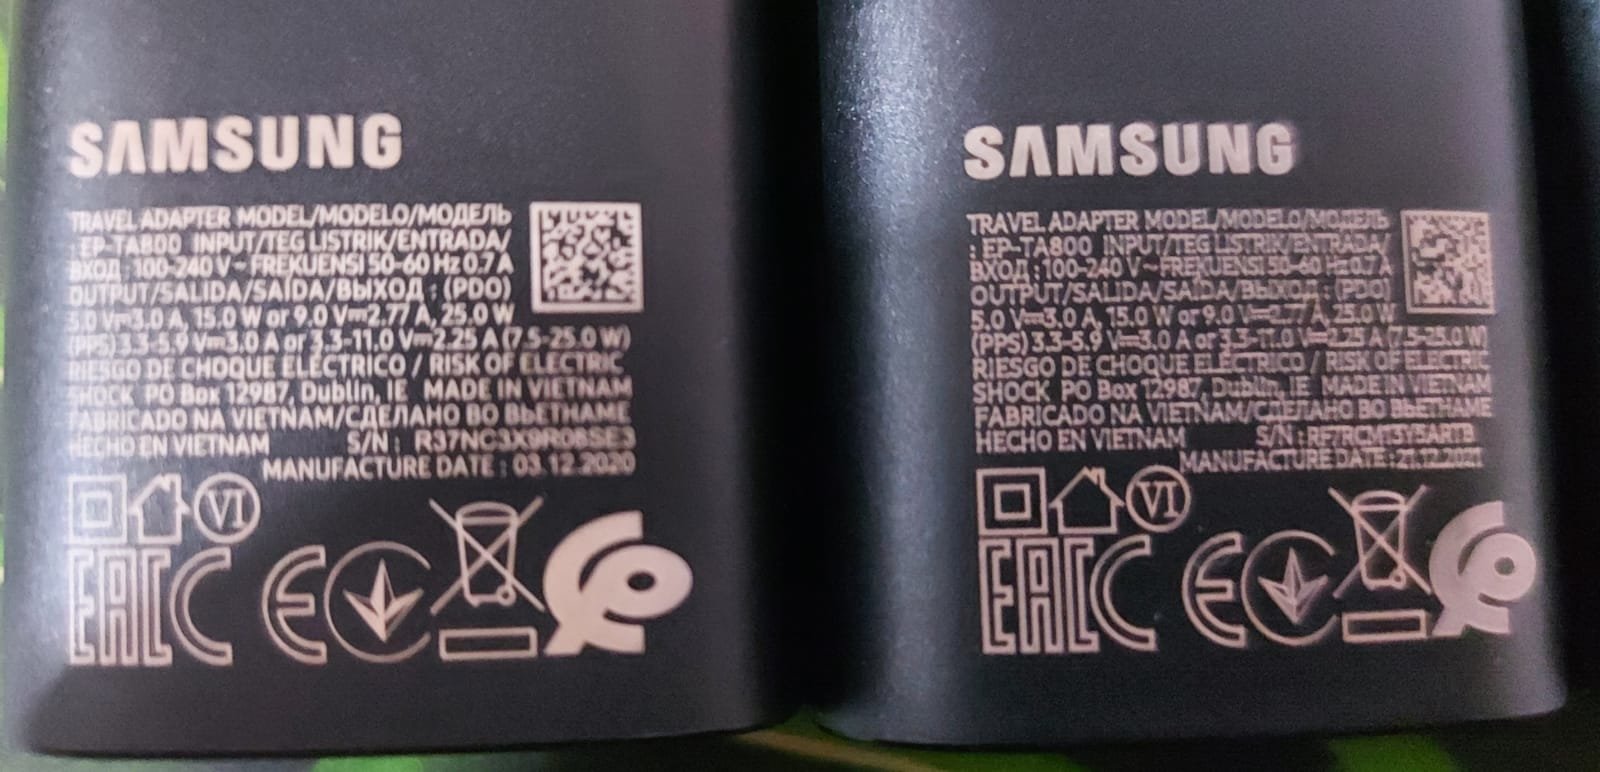 SAMSUNG
TRAVEL ADAPTER MODEL/MODELO/МОДЕЛЬ
: EP-TA800 INPUT/TEG LISTRIK/ENTRADA/
ВХОД : 100-240 V ~ FREKUENSI 50-60 Hz 0.7 A
OUTPUT/SALIDA/SAÍDA/ВЫХОД : (PDO)
5.0 V⎓3.0 A, 15.0 W or 9.0 V⎓2.77 A, 25.0 W
(PPS) 3.3-5.9 V⎓3.0 A or 3.3-11.0 V⎓2.25 A (7.5-25.0 W)
RIESGO DE CHOQUE ELÉCTRICO / RISK OF ELECTRIC
SHOCK PO Box 12987, Dublin, IE MADE IN VIETNAM
FABRICADO NA VIETNAM/СДЕЛАНО ВО ВЬЕТНАМЕ
HECHO EN VIETNAM S/N : R37NC3X9R08SE3
MANUFACTURE DATE : 03.12.2020
VI
EAC CE
SAMSUNG
TRAVEL ADAPTER MODEL/MODELO/МОДЕЛЬ
: EP-TA800 INPUT/TEG LISTRIK/ENTRADA/
ВХОД : 100-240 V ~ FREKUENSI 50-60 Hz 0.7 A
OUTPUT/SALIDA/SAÍDA/ВЫХОД : (PDO)
5.0 V⎓3.0 A, 15.0 W or 9.0 V⎓2.77 A, 25.0 W
(PPS) 3.3-5.9 V⎓3.0 A or 3.3-11.0 V⎓2.25 A (7.5-25.0 W)
RIESGO DE CHOQUE ELÉCTRICO / RISK OF ELECTRIC
SHOCK PO Box 12987, Dublin, IE MADE IN VIETNAM
FABRICADO NA VIETNAM/СДЕЛАНО ВО ВЬЕТНАМЕ
HECHO EN VIETNAM S/N :
MANUFACTURE DATE : 21.12.2021
VI
EAC CE